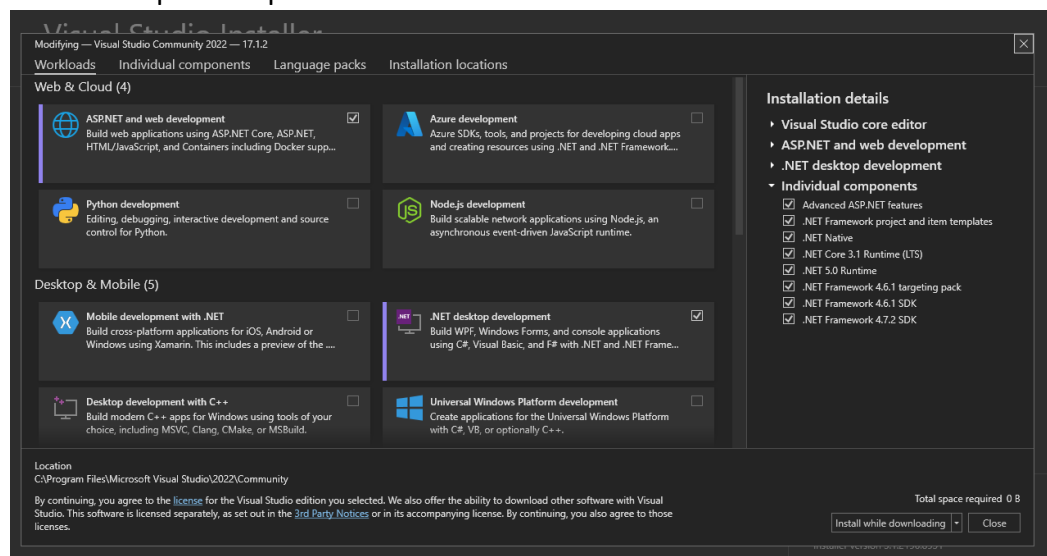 Visual Studio Installer
Modifying — Visual Studio Community 2022 — 17.1.2
Workloads Individual components Language packs Installation locations
Web & Cloud (4)
ASP.NET and web development
Build web applications using ASP.NET Core, ASP.NET,
HTML/JavaScript, and Containers including Docker supp...
Azure development
Azure SDKs, tools, and projects for developing cloud apps
and creating resources using .NET and .NET Framework....
Python development
Editing, debugging, interactive development and source
control for Python.
Node.js development
Build scalable network applications using Node.js, an
asynchronous event-driven JavaScript runtime.
Desktop & Mobile (5)
Mobile development with .NET
Build cross-platform applications for iOS, Android or
Windows using Xamarin. This includes a preview of the ....
.NET
.NET desktop development
Build WPF, Windows Forms, and console applications
using C#, Visual Basic, and F# with .NET and .NET Frame...
Desktop development with C++
Build modern C++ apps for Windows using tools of your
choice, including MSVC, Clang, CMake, or MSBuild.
Universal Windows Platform development
Create applications for the Universal Windows Platform
with C#, VB, or optionally C++.
Installation details
Visual Studio core editor
ASP.NET and web development
.NET desktop development
Individual components
Advanced ASP.NET features
.NET Framework project and item templates
.NET Native
.NET Core 3.1 Runtime (LTS)
.NET 5.0 Runtime
.NET Framework 4.6.1 targeting pack
.NET Framework 4.6.1 SDK
.NET Framework 4.7.2 SDK
Location
C:\Program Files\Microsoft Visual Studio\2022\Community
By continuing, you agree to the license for the Visual Studio edition you selected. We also offer the ability to download other software with Visual
Studio. This software is licensed separately, as set out in the 3rd Party Notices or in its accompanying license. By continuing, you also agree to those
licenses.
Total space required 0 B
Install while downloading Close